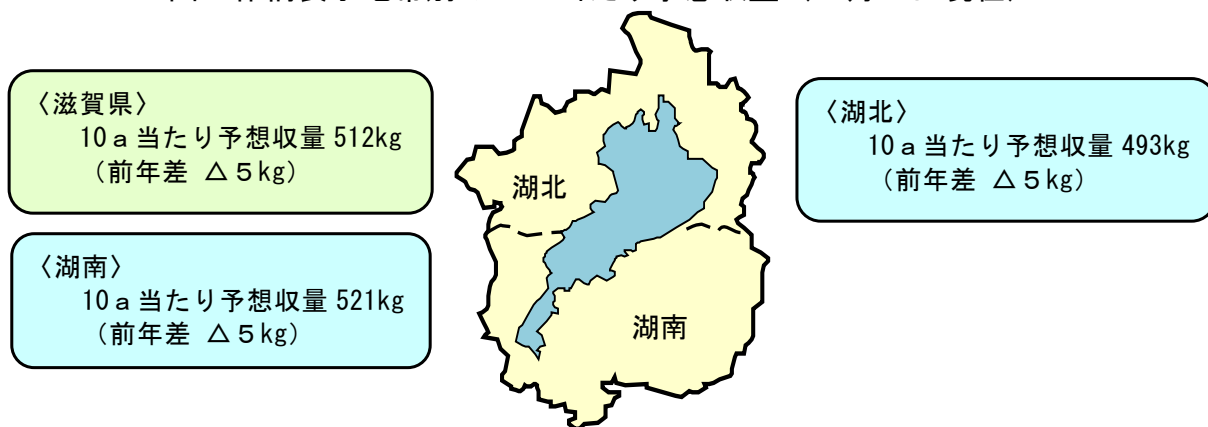 〈滋賀県〉
10a当たり予想収量 512kg
（前年差 △5kg）
〈湖南〉
10a当たり予想収量 521kg
（前年差 △5kg）
湖北
湖南
〈湖北〉
10a当たり予想収量 493kg
（前年差 △5kg）